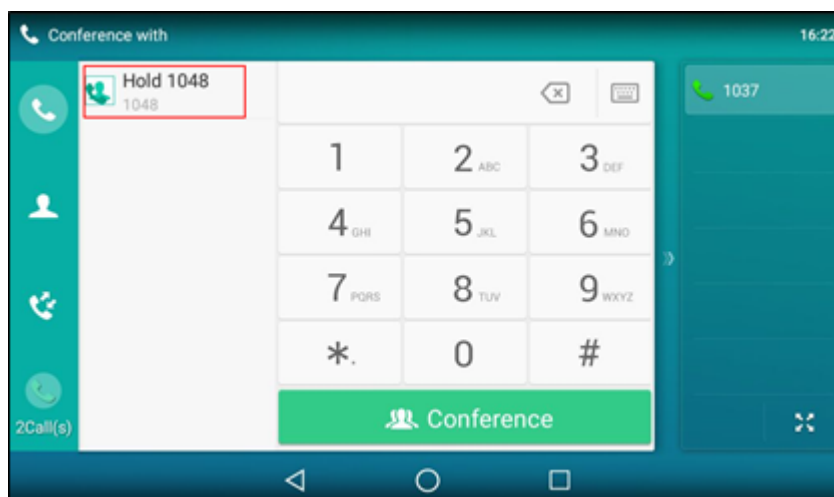 Conference with
16:22
Hold 1048
1048
1037
1
2 ABC
3 DEF
4 GHI
5 JKL
6 MNO
7 PQRS
8 TUV
9 WXYZ
*.
0
#
2Call(s)
Conference